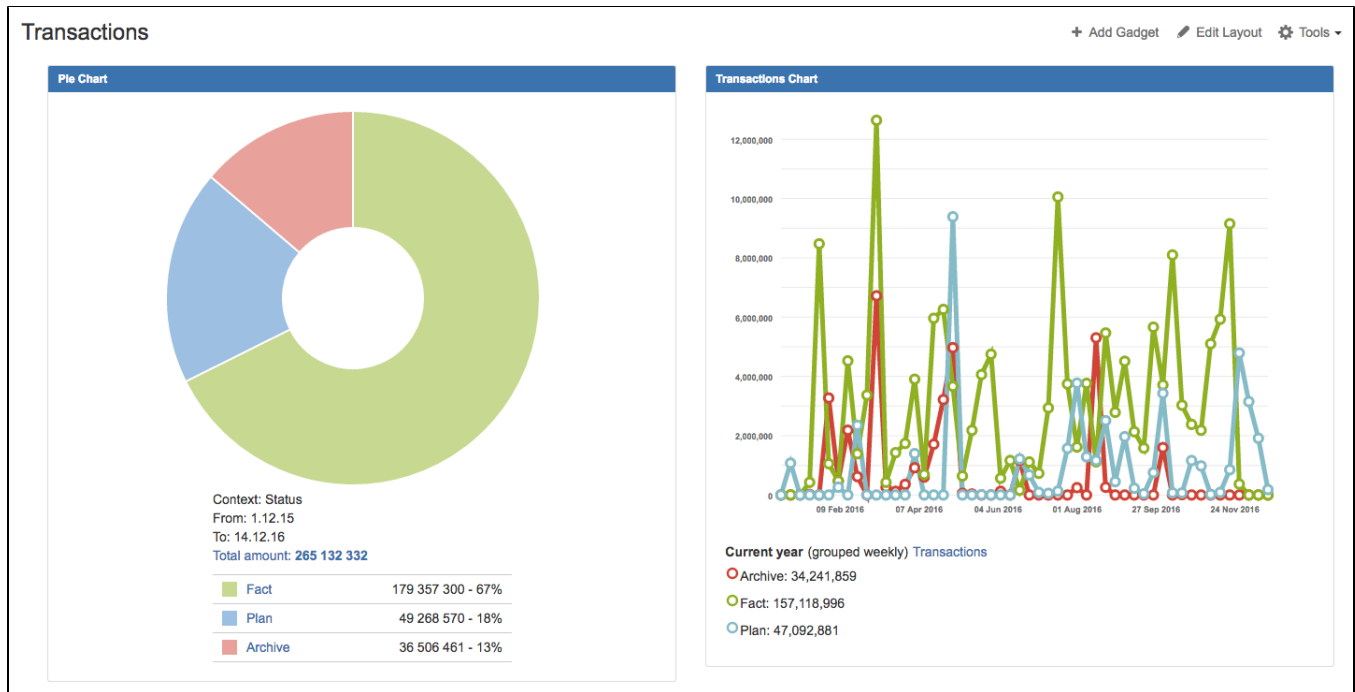 Transactions
Add Gadget Edit Layout Tools
Pie Chart
Context: Status
From: 1.12.15
To: 14.12.16
Total amount: 265 132 332
Fact 179 357 300 - 67%
Plan 49 268 570 - 18%
Archive 36 506 461 - 13%
Transactions Chart
12,000,000
10,000,000
8,000,000
6,000,000
4,000,000
2,000,000
0
09 Feb 2016 07 Apr 2016 04 Jun 2016 01 Aug 2016 27 Sep 2016 24 Nov 2016
Current year (grouped weekly) Transactions
Archive: 34,241,859
Fact: 157,118,996
Plan: 47,092,881